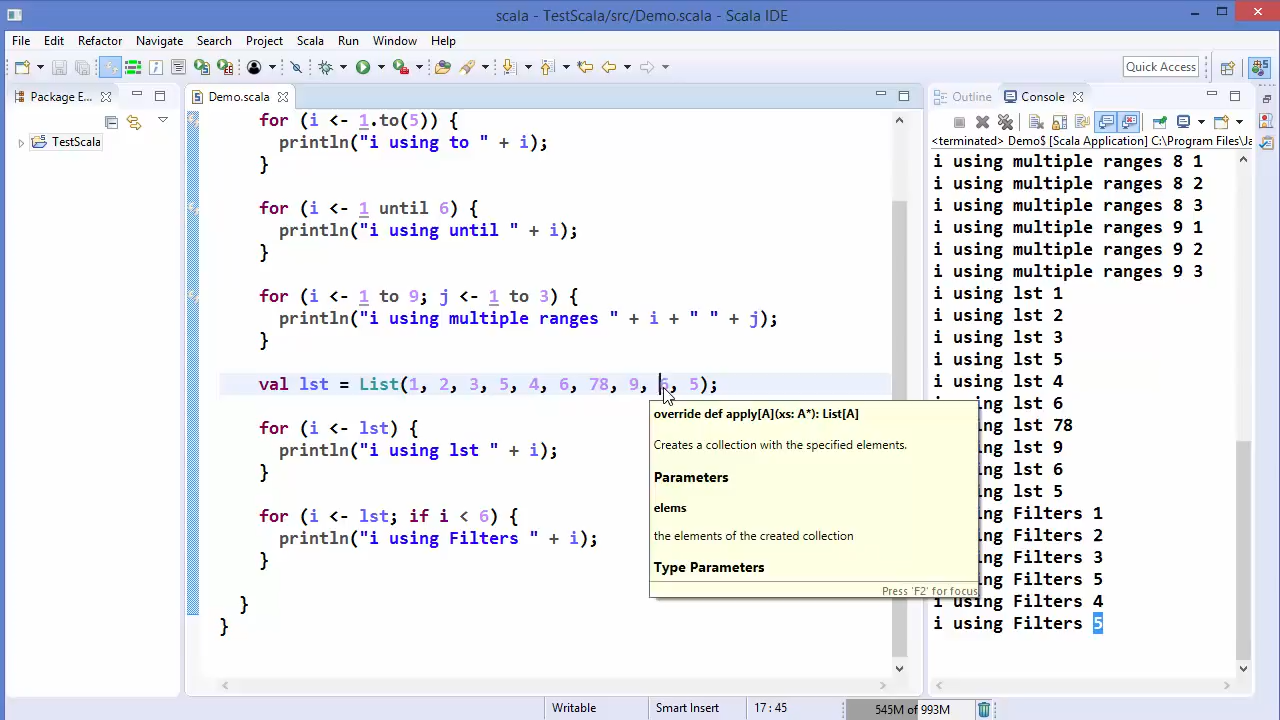 scala - TestScala/src/Demo.scala - Scala IDE
File Edit Refactor Navigate Search Project Scala Run Window Help
Quick Access
Package E...
TestScala
Demo.scala
for (i <- 1.to(5)) {
println("i using to " + i);
}
for (i <- 1 until 6) {
println("i using until " + i);
}
for (i <- 1 to 9; j <- 1 to 3) {
println("i using multiple ranges " + i + " " + j);
}
val lst = List(1, 2, 3, 5, 4, 6, 78, 9, 6, 5);
for (i <- lst) {
println("i using lst " + i);
}
for (i <- lst; if i < 6) {
println("i using Filters " + i);
}
}
}
override def apply[A](xs: A*): List[A]
Creates a collection with the specified elements.
Parameters
elems
the elements of the created collection
Type Parameters
Press 'F2' for focus
Outline Console
<terminated> Demo$ [Scala Application] C:\Program Files\Ja
i using multiple ranges 8 1
i using multiple ranges 8 2
i using multiple ranges 8 3
i using multiple ranges 9 1
i using multiple ranges 9 2
i using multiple ranges 9 3
i using lst 1
i using lst 2
i using lst 3
i using lst 5
i using lst 4
ing lst 6
ing lst 78
ing lst 9
ing lst 6
ing lst 5
ing Filters 1
ing Filters 2
ing Filters 3
ing Filters 5
i using Filters 4
i using Filters 5
Writable Smart Insert 17 : 45 545M of 993M